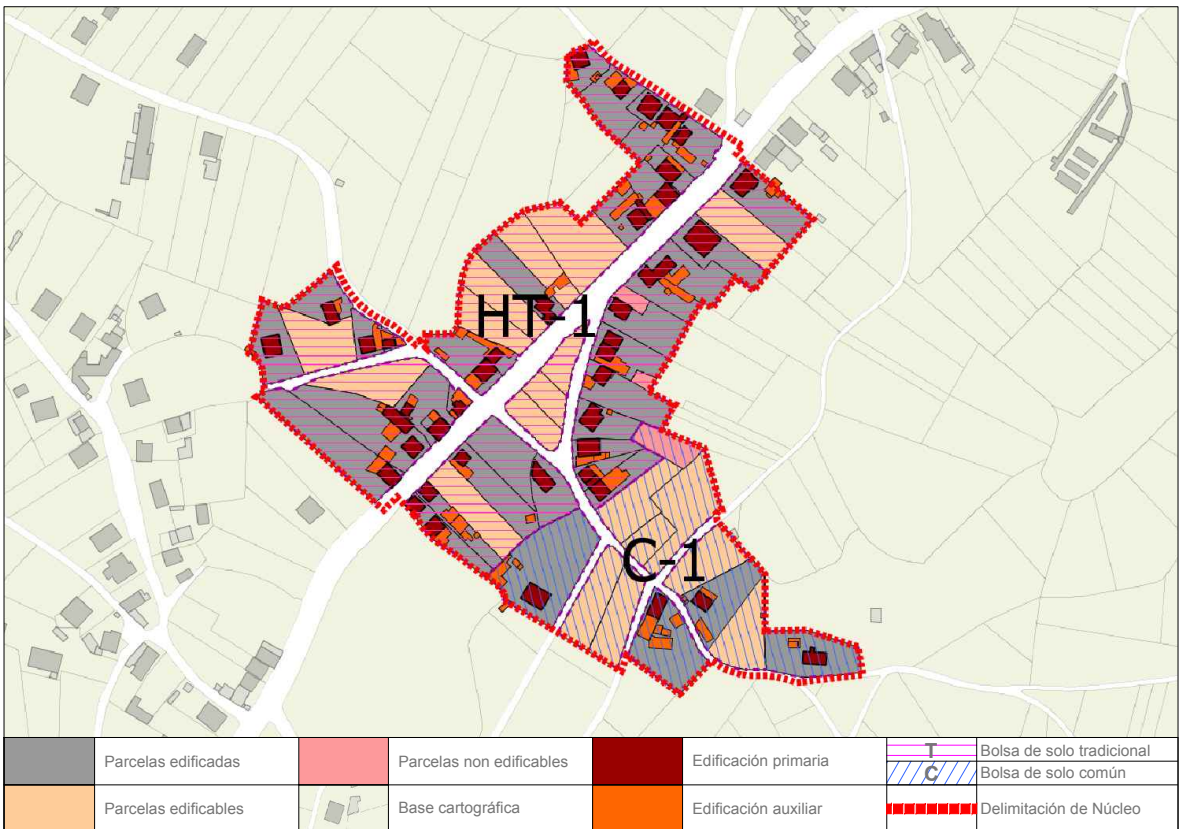 HT-1
C-1
Parcelas edificadas
Parcelas non edificables
Edificación primaria
T
Bolsa de solo tradicional
C
Bolsa de solo común
Parcelas edificables
Base cartográfica
Edificación auxiliar
Delimitación de Núcleo